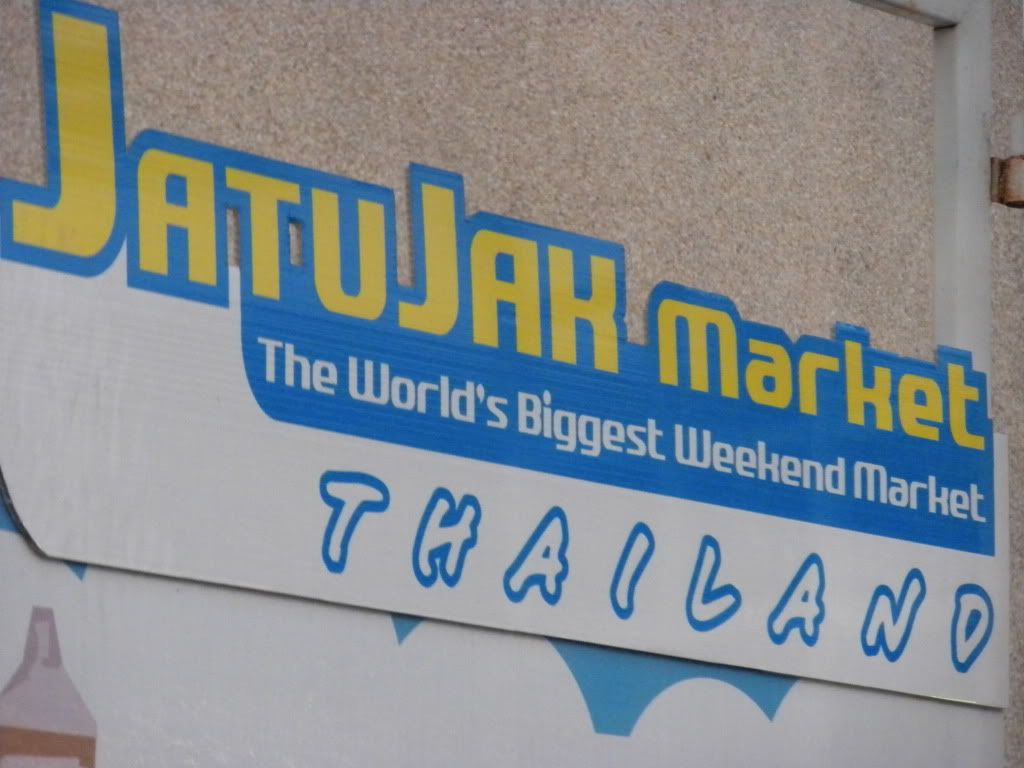 JATUJAK market
The World's Biggest Weekend Market
THAILAND